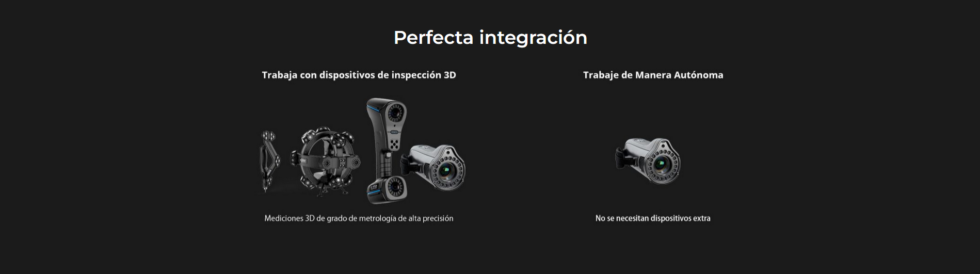 Perfecta integración
Trabaja con dispositivos de inspección 3D
Trabaje de Manera Autónoma
Mediciones 3D de grado de metrología de alta precisión
No se necesitan dispositivos extra